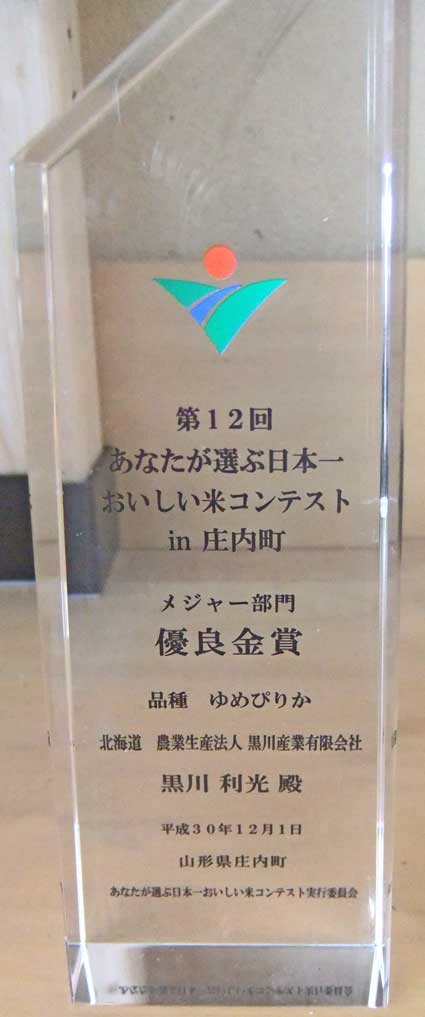 第12回
あなたが選ぶ日本一
おいしい米コンテスト
in 庄内町
メジャー部門
優良金賞
品種　ゆめぴりか
北海道　農業生産法人 黒川産業有限会社
黒川 利光 殿
平成30年12月1日
山形県庄内町
あなたが選ぶ日本一おいしい米コンテスト実行委員会